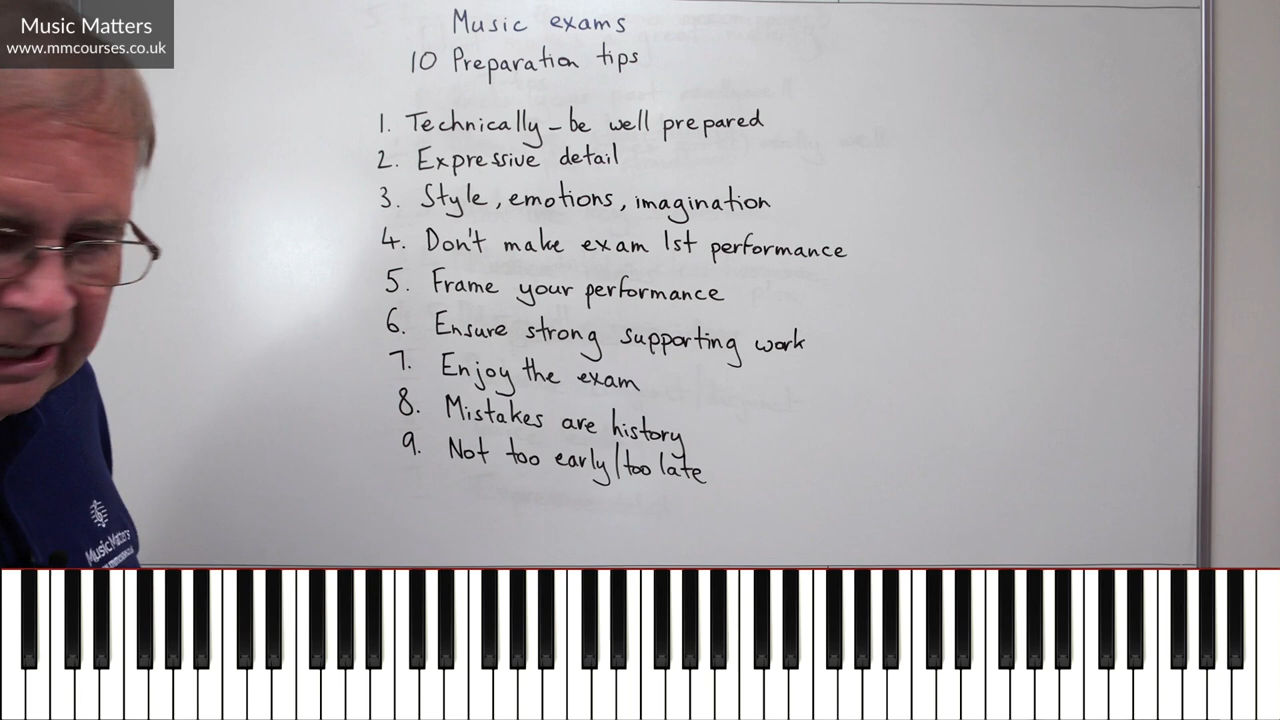 Music Matters
www.mmcourses.co.uk
Music exams
10 Preparation tips
1. Technically - be well prepared
2. Expressive detail
3. Style, emotions, imagination
4. Don't make exam 1st performance
5. Frame your performance
6. Ensure strong supporting work
7. Enjoy the exam
8. Mistakes are history
9. Not too early/too late
Music Matters